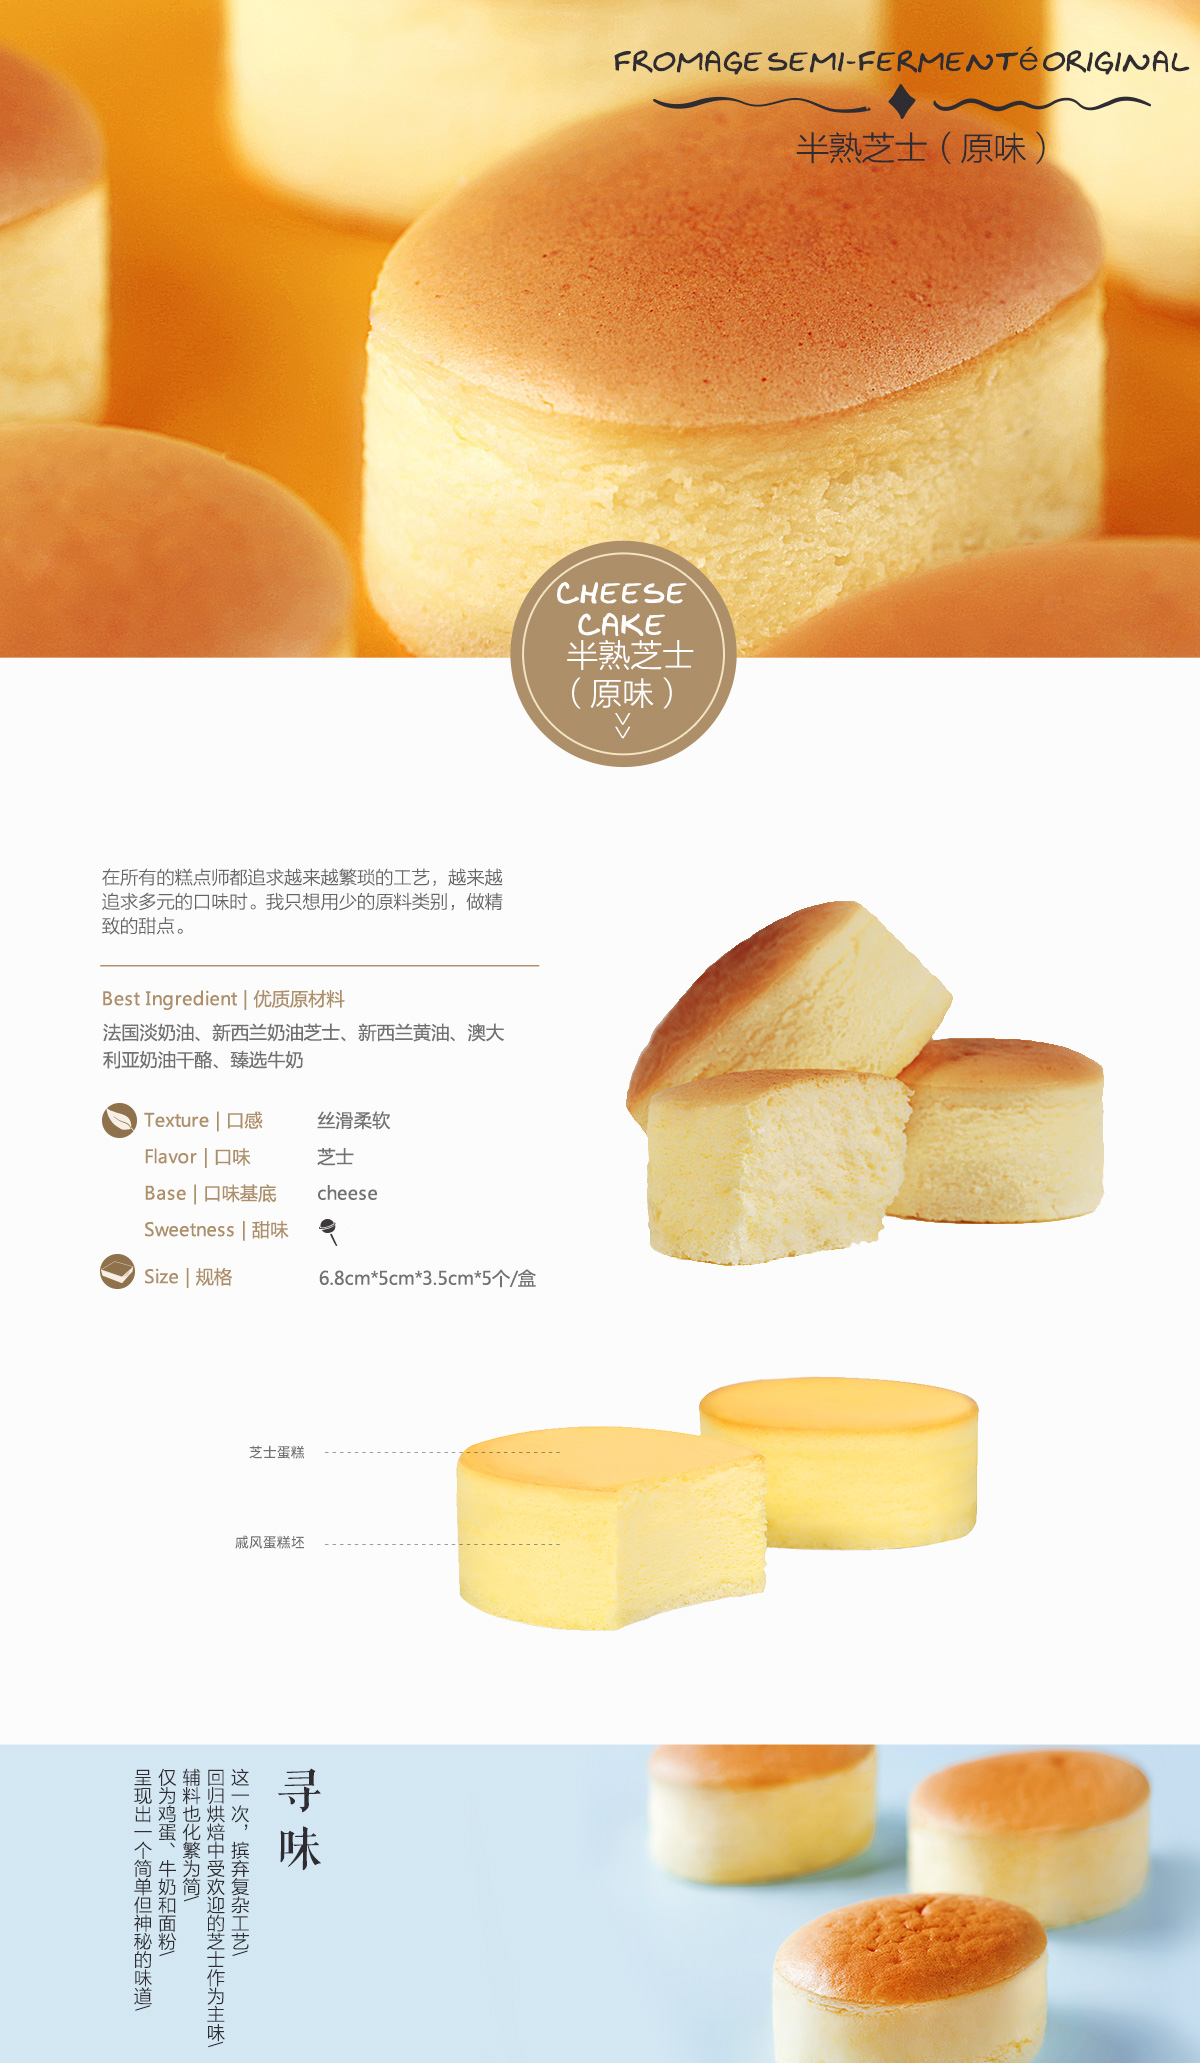 FROMAGE SEMI-FERMENTé ORIGINAL
半熟芝士（原味）
CHEESE
CAKE
半熟芝士
（原味）
在所有的糕点师都追求越来越繁琐的工艺，越来越
追求多元的口味时。我只想用少的原料类别，做精
致的甜点。
Best Ingredient | 优质原材料
法国淡奶油、新西兰奶油芝士、新西兰黄油、澳大
利亚奶油干酪、臻选牛奶
Texture | 口感 丝滑柔软
Flavor | 口味 芝士
Base | 口味基底 cheese
Sweetness | 甜味
Size | 规格 6.8cm*5cm*3.5cm*5个/盒
芝士蛋糕
戚风蛋糕坯
寻味
这一次，摈弃复杂工艺\
回归烘焙中受欢迎的芝士作为主味\
辅料也化繁为简\
仅为鸡蛋、牛奶和面粉\
呈现出一个简单但神秘的味道\